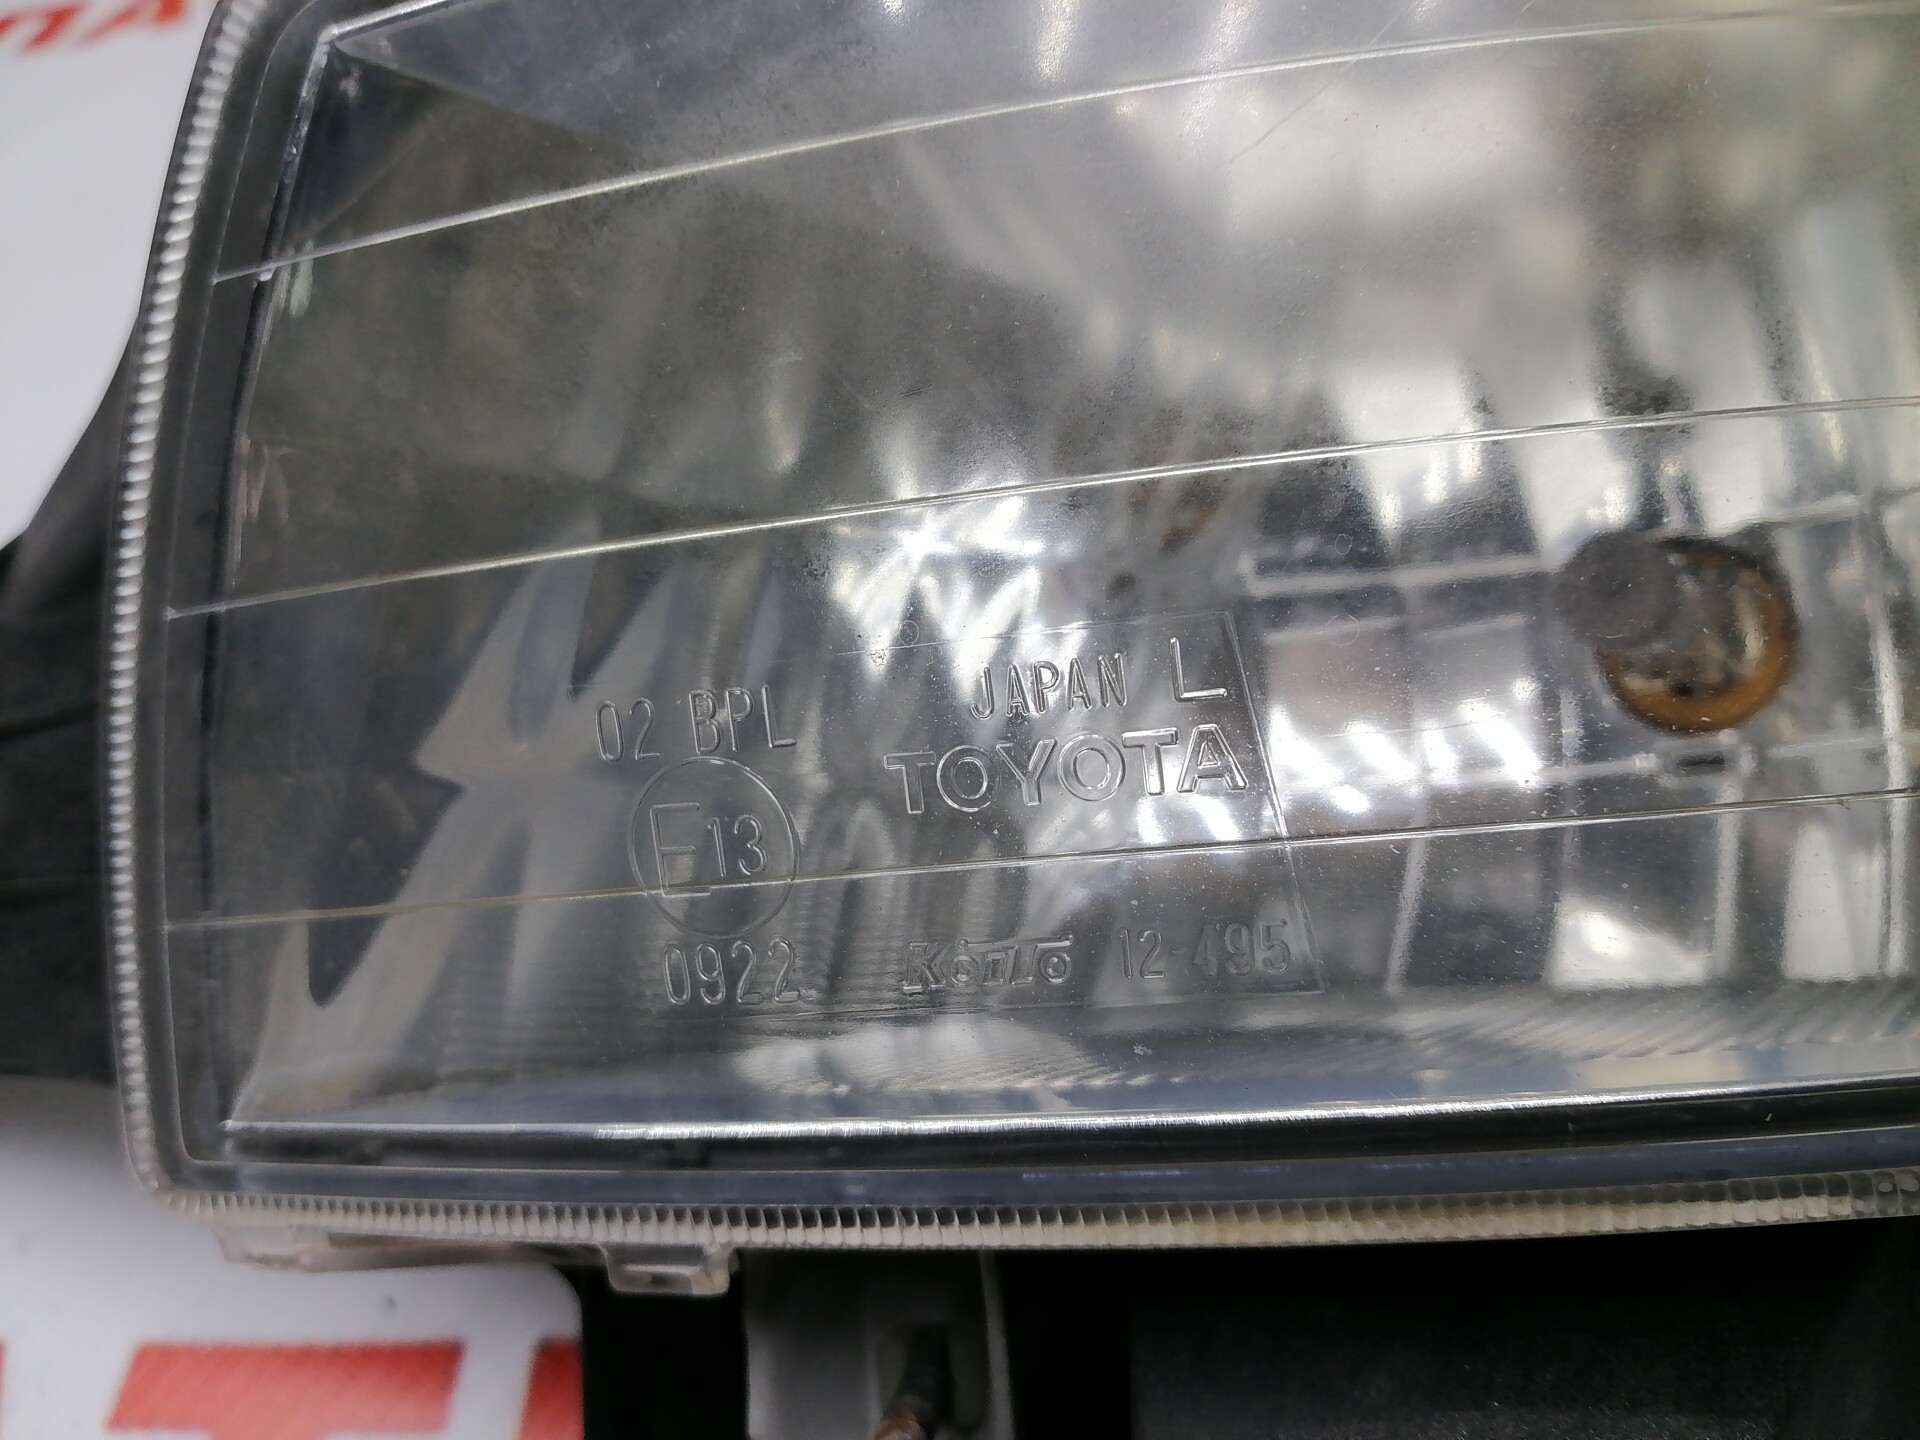 02 BPL
JAPAN L
TOYOTA
E13
0922
KOITO 12-495